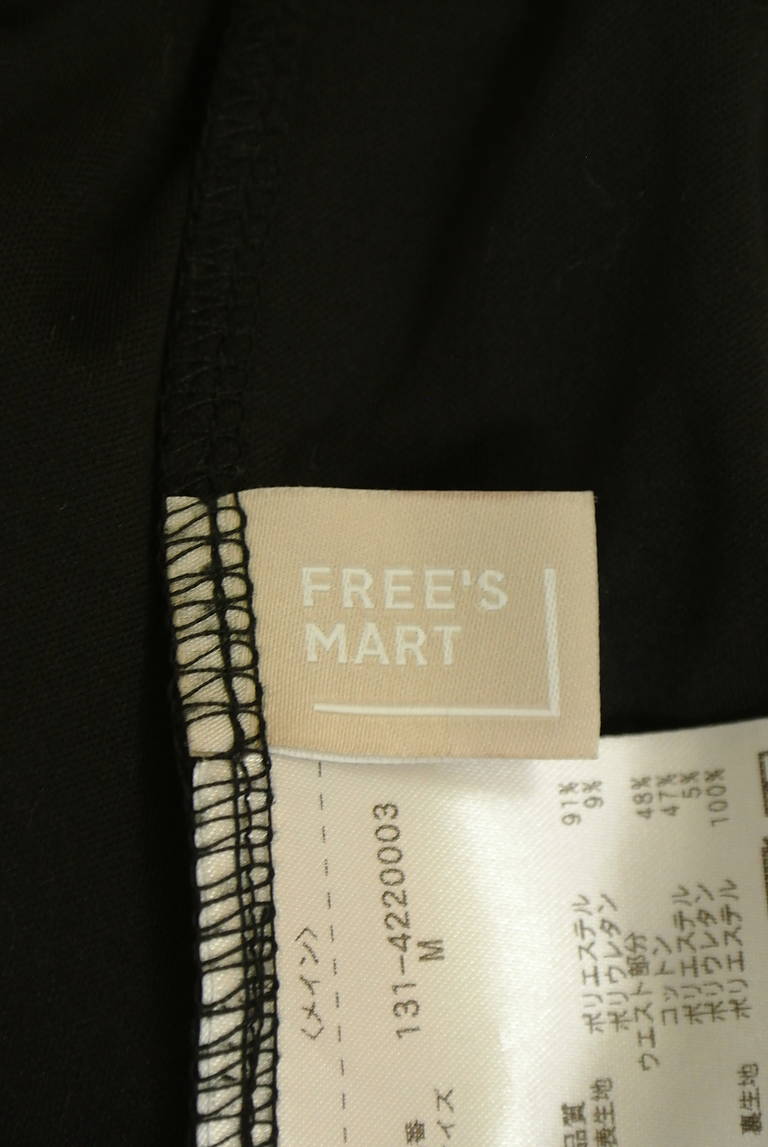 FREE'S
MART
〈メイン〉
番 131-4220003
イズ M
品質
表生地 ポリエステル 91%
ポリウレタン 9%
ウエスト部分
コットン 48%
ポリエステル 47%
ポリウレタン 5%
裏生地 ポリエステル 100%